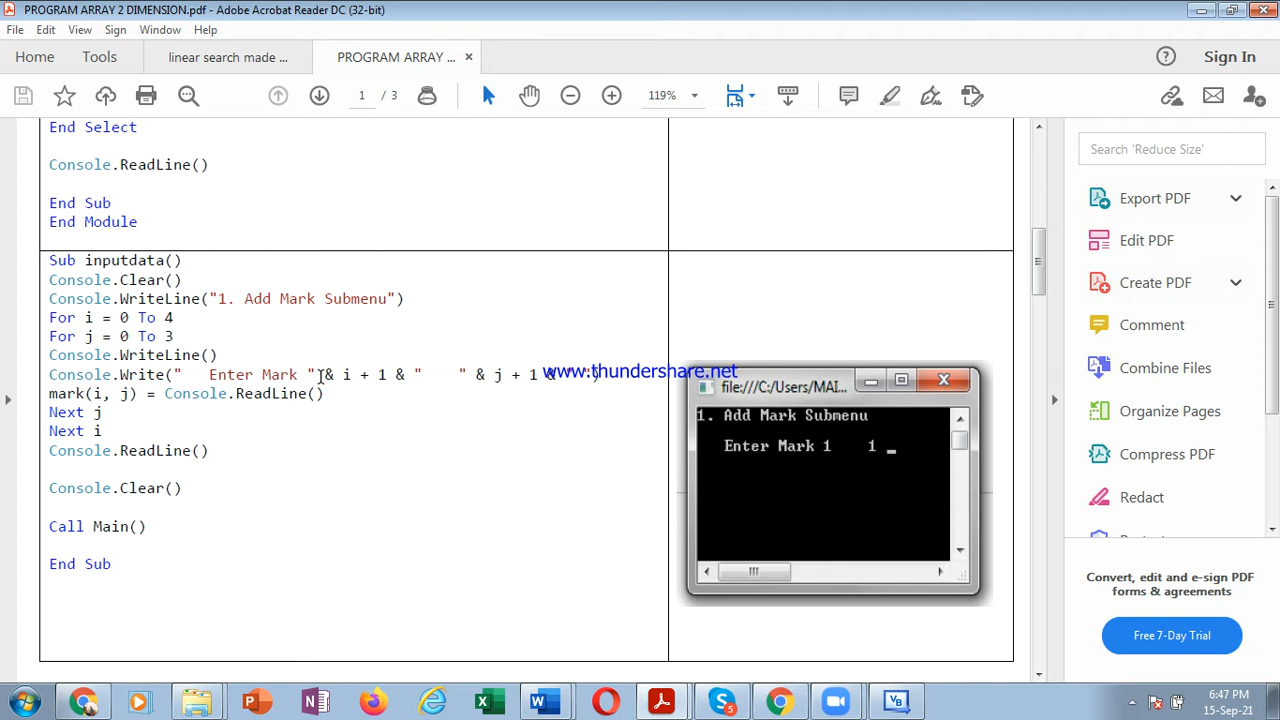 PROGRAM ARRAY 2 DIMENSION.pdf - Adobe Acrobat Reader DC (32-bit)
File Edit View Sign Window Help
Home Tools linear search made ... PROGRAM ARRAY ... ×
? Sign In
1 / 3 119%
End Select
Console.ReadLine()
End Sub
End Module
Sub inputdata()
Console.Clear()
Console.WriteLine("1. Add Mark Submenu")
For i = 0 To 4
For j = 0 To 3
Console.WriteLine()
Console.Write("   Enter Mark " & i + 1 & "    " & j + 1 & " ")
mark(i, j) = Console.ReadLine()
Next j
Next i
Console.ReadLine()
Console.Clear()
Call Main()
End Sub
www.thundershare.net
file:///C:/Users/MAI...
1. Add Mark Submenu
Enter Mark 1    1 _
Search 'Reduce Size'
Export PDF
Edit PDF
Create PDF
Comment
Combine Files
Organize Pages
Compress PDF
Redact
Convert, edit and e-sign PDF
forms & agreements
Free 7-Day Trial
6:47 PM
15-Sep-21